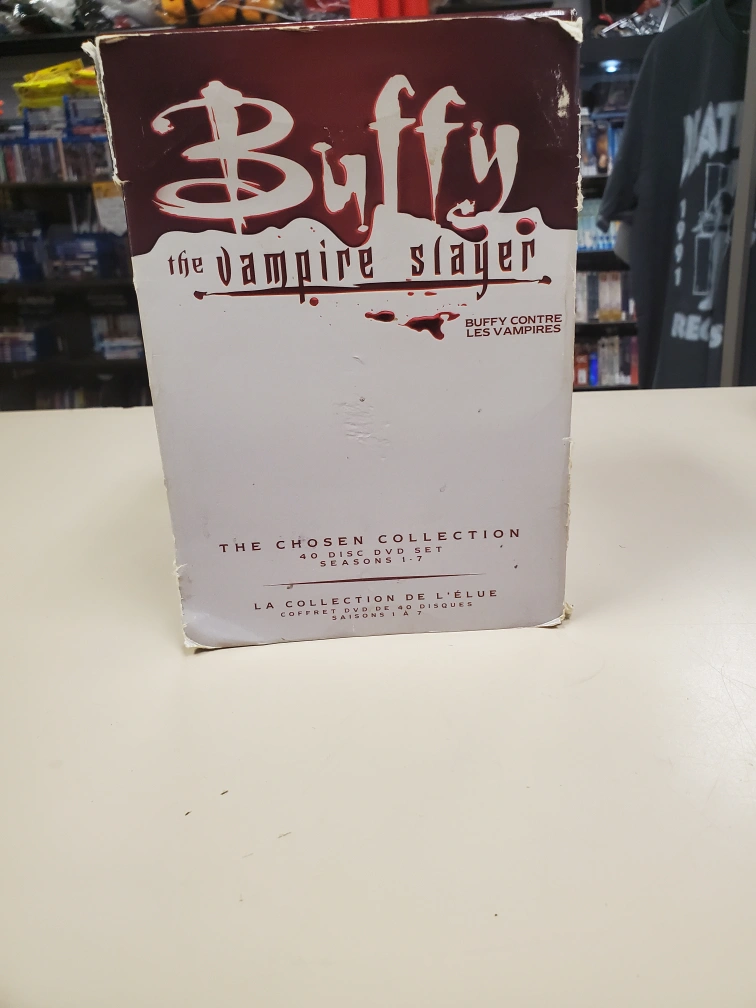 Buffy
the vampire slayer
BUFFY CONTRE
LES VAMPIRES
THE CHOSEN COLLECTION
40 DISC DVD SET
SEASONS 1-7
LA COLLECTION DE L'ÉLUE
COFFRET DVD DE 40 DISQUES
SAISONS 1 À 7
1991